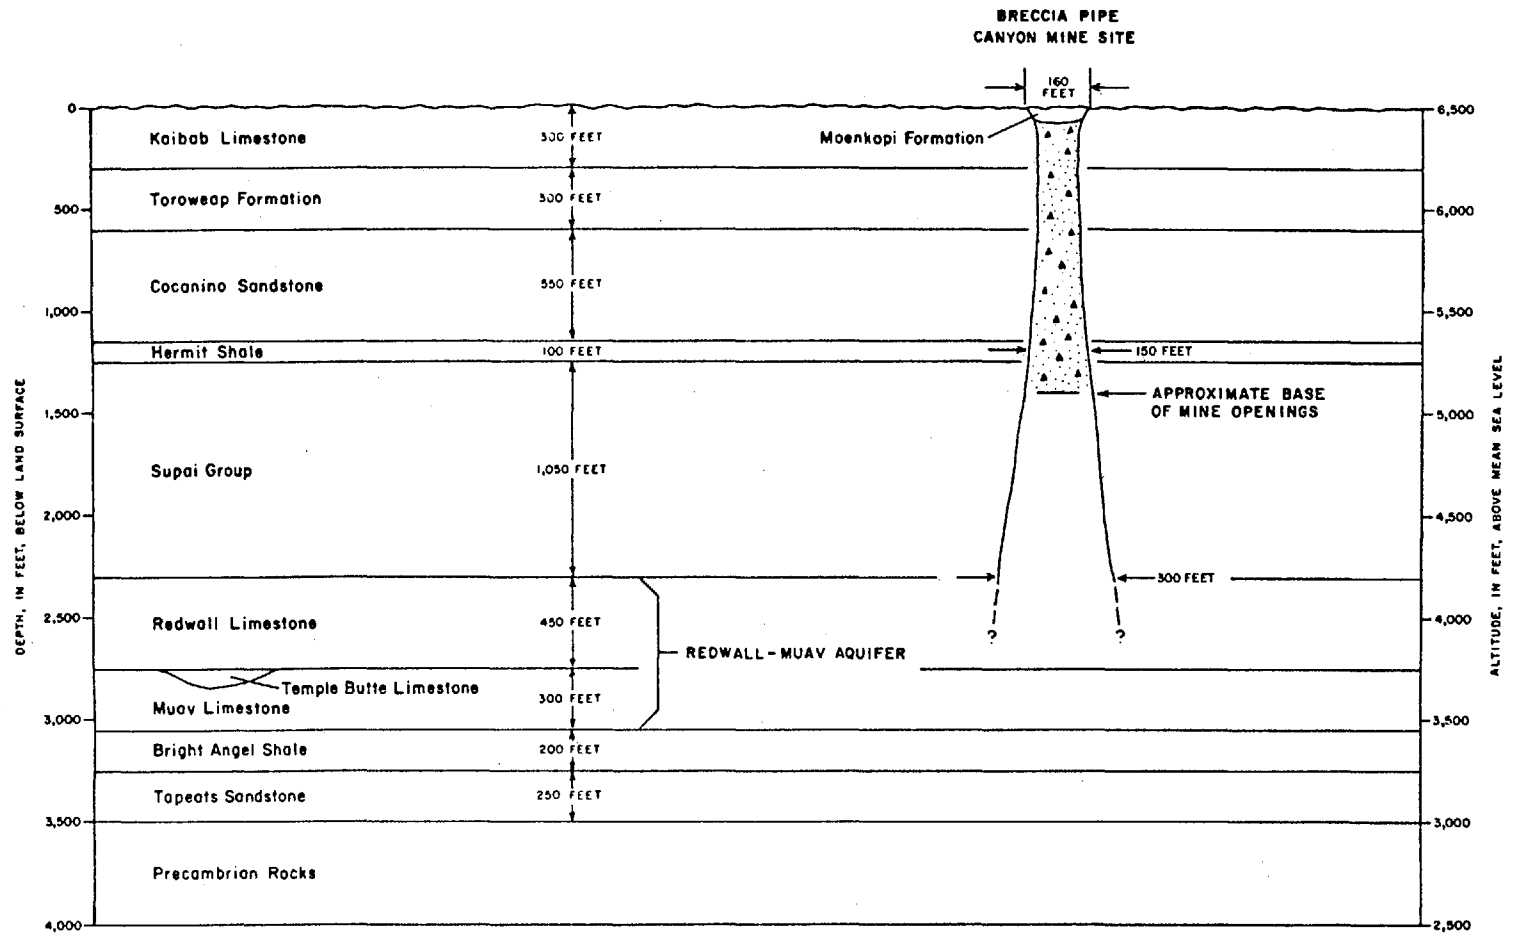 BRECCIA PIPE
CANYON MINE SITE
160
FEET
0
6,500
Kaibab Limestone
300 FEET
Moenkopi Formation
Toroweap Formation
300 FEET
500
6,000
Cocanino Sandstone
550 FEET
1,000
5,500
Hermit Shale
100 FEET
150 FEET
APPROXIMATE BASE
OF MINE OPENINGS
1,500
5,000
Supai Group
1,050 FEET
2,000
4,500
300 FEET
2,500
4,000
Redwall Limestone
450 FEET
?
?
REDWALL-MUAV AQUIFER
Temple Butte Limestone
Muav Limestone
300 FEET
3,000
3,500
Bright Angel Shale
200 FEET
Tapeats Sandstone
250 FEET
3,500
3,000
Precambrian Rocks
4,000
2,500
DEPTH, IN FEET, BELOW LAND SURFACE
ALTITUDE, IN FEET, ABOVE MEAN SEA LEVEL